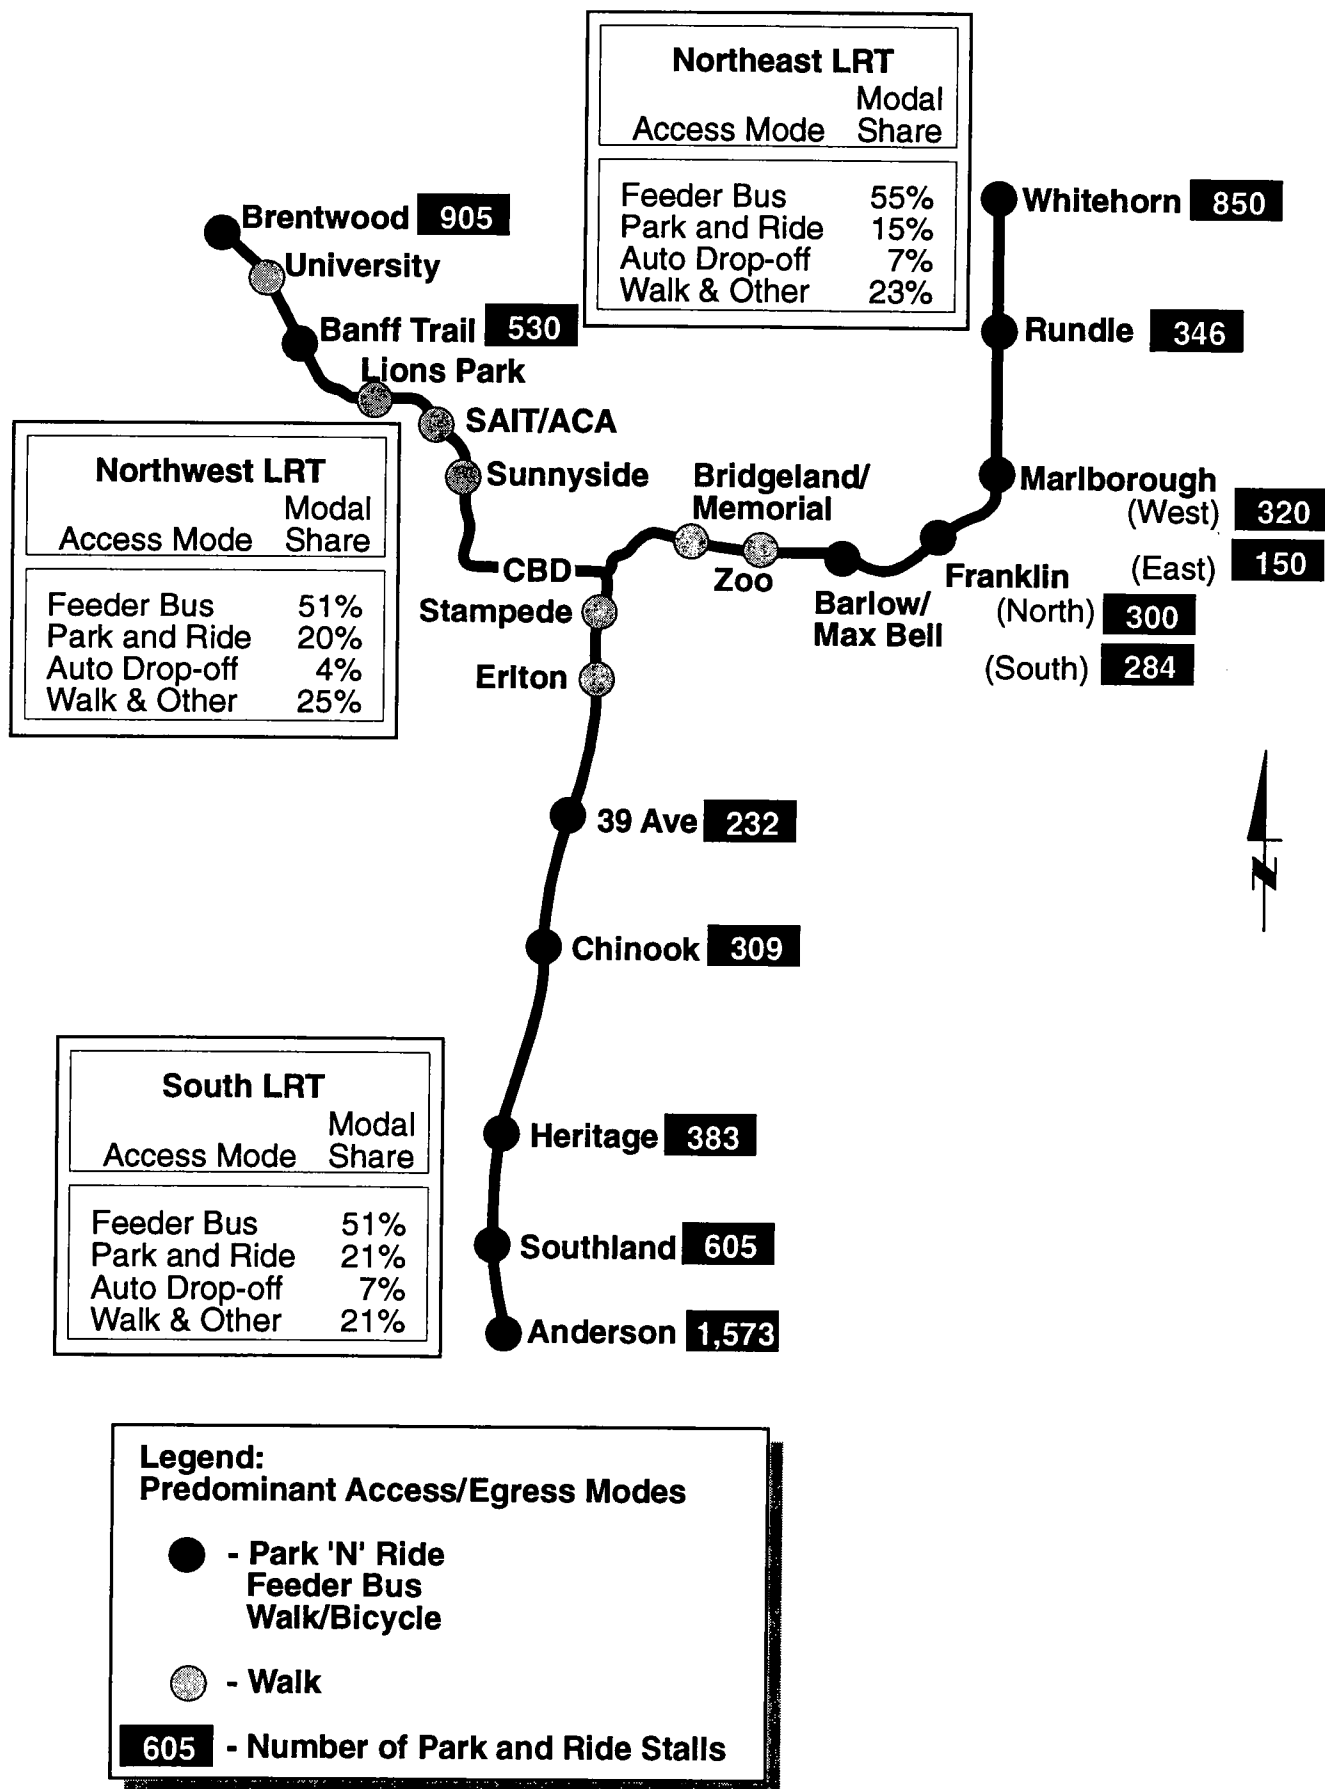 Northeast LRT
Modal
Access Mode Share
Feeder Bus 55%
Park and Ride 15%
Auto Drop-off 7%
Walk & Other 23%
Whitehorn 850
Brentwood 905
University
Banff Trail 530
Rundle 346
Lions Park
SAIT/ACA
Sunnyside
Northwest LRT
Modal
Access Mode Share
Feeder Bus 51%
Park and Ride 20%
Auto Drop-off 4%
Walk & Other 25%
Bridgeland/
Memorial
Zoo
Marlborough
(West) 320
(East) 150
CBD
Stampede
Erlton
Barlow/
Max Bell
Franklin
(North) 300
(South) 284
39 Ave 232
N
Chinook 309
South LRT
Modal
Access Mode Share
Feeder Bus 51%
Park and Ride 21%
Auto Drop-off 7%
Walk & Other 21%
Heritage 383
Southland 605
Anderson 1,573
Legend:
Predominant Access/Egress Modes
- Park 'N' Ride
Feeder Bus
Walk/Bicycle
- Walk
605 - Number of Park and Ride Stalls